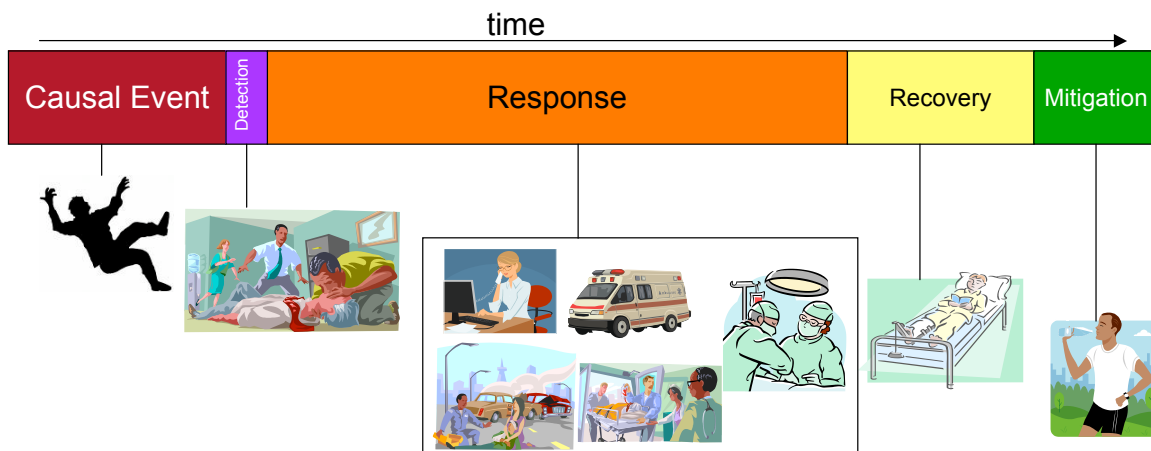 time
Causal Event
Detection
Response
Recovery
Mitigation